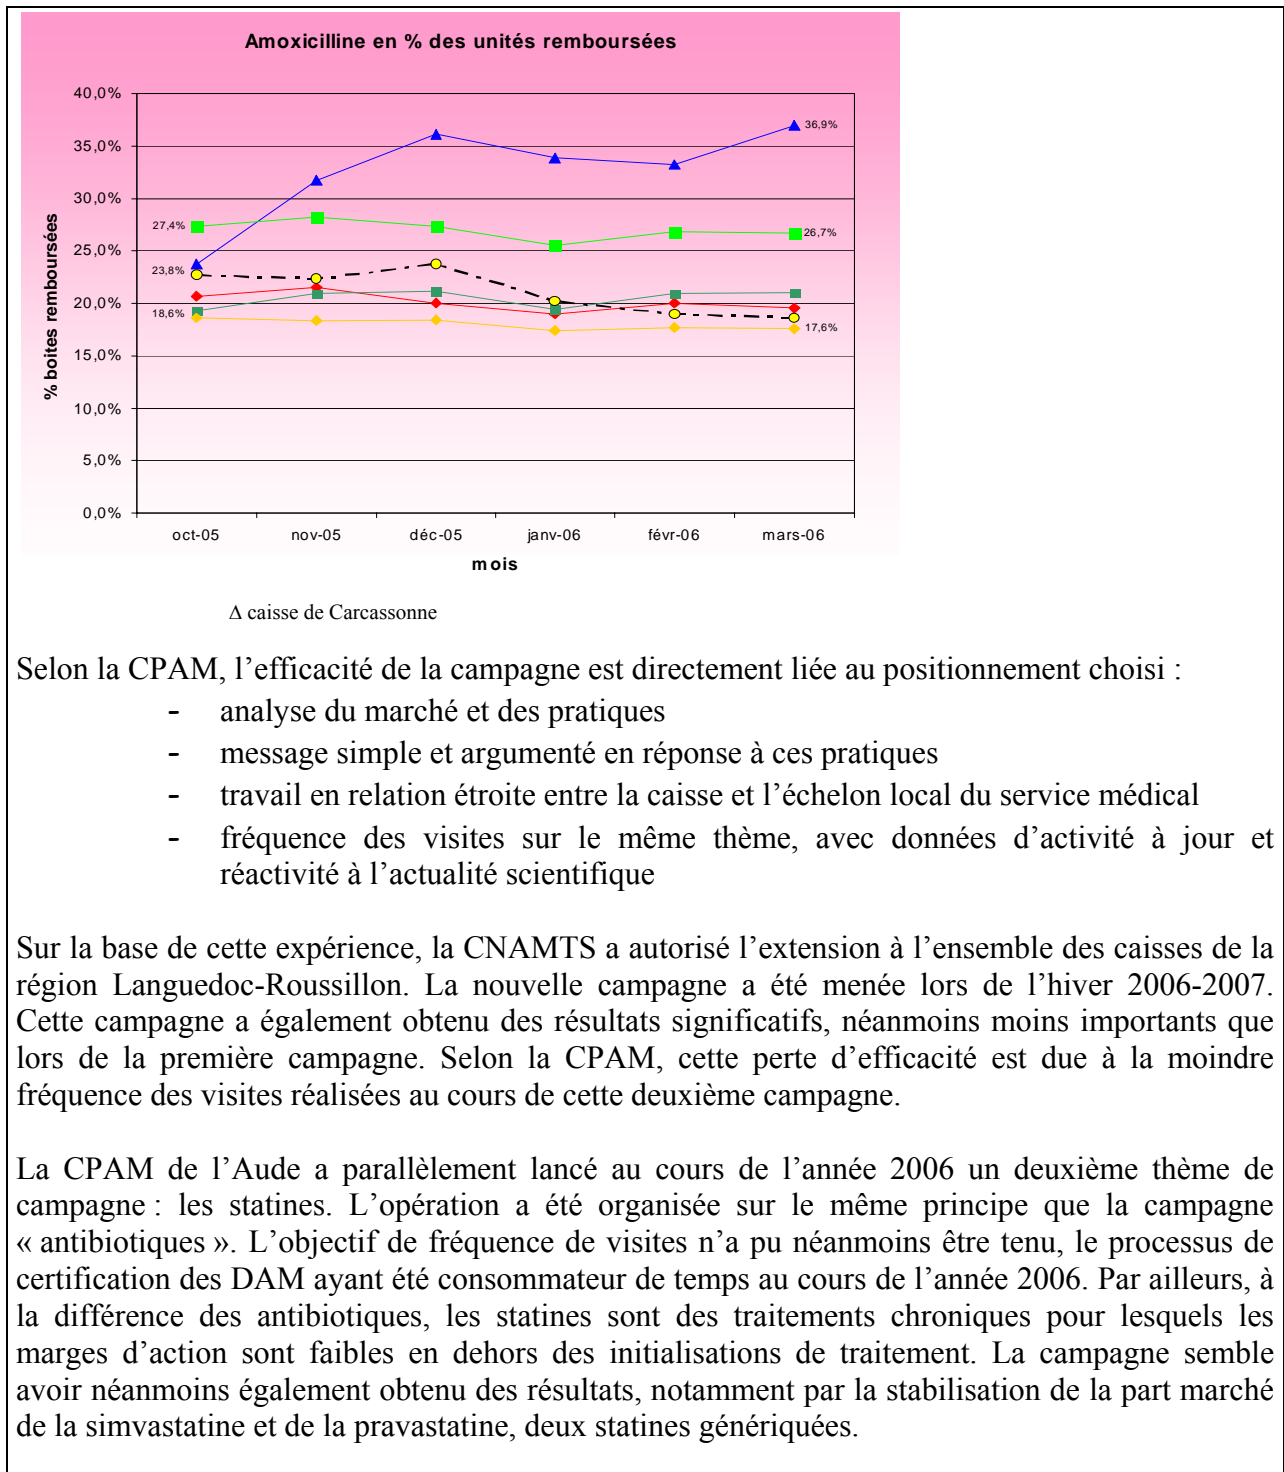 Amoxicilline en % des unités remboursées
40,0%
35,0%
30,0%
25,0%
20,0%
15,0%
10,0%
5,0%
0,0%
% boites remboursées
36,9%
27,4%
26,7%
23,8%
18,6%
17,6%
oct-05 nov-05 déc-05 janv-06 févr-06 mars-06
mois
Δ caisse de Carcassonne
Selon la CPAM, l’efficacité de la campagne est directement liée au positionnement choisi :
- analyse du marché et des pratiques
- message simple et argumenté en réponse à ces pratiques
- travail en relation étroite entre la caisse et l’échelon local du service médical
- fréquence des visites sur le même thème, avec données d’activité à jour et
réactivité à l’actualité scientifique
Sur la base de cette expérience, la CNAMTS a autorisé l’extension à l’ensemble des caisses de la
région Languedoc-Roussillon. La nouvelle campagne a été menée lors de l’hiver 2006-2007.
Cette campagne a également obtenu des résultats significatifs, néanmoins moins importants que
lors de la première campagne. Selon la CPAM, cette perte d’efficacité est due à la moindre
fréquence des visites réalisées au cours de cette deuxième campagne.
La CPAM de l’Aude a parallèlement lancé au cours de l’année 2006 un deuxième thème de
campagne : les statines. L’opération a été organisée sur le même principe que la campagne
« antibiotiques ». L’objectif de fréquence de visites n’a pu néanmoins être tenu, le processus de
certification des DAM ayant été consommateur de temps au cours de l’année 2006. Par ailleurs, à
la différence des antibiotiques, les statines sont des traitements chroniques pour lesquels les
marges d’action sont faibles en dehors des initialisations de traitement. La campagne semble
avoir néanmoins également obtenu des résultats, notamment par la stabilisation de la part marché
de la simvastatine et de la pravastatine, deux statines génériquées.